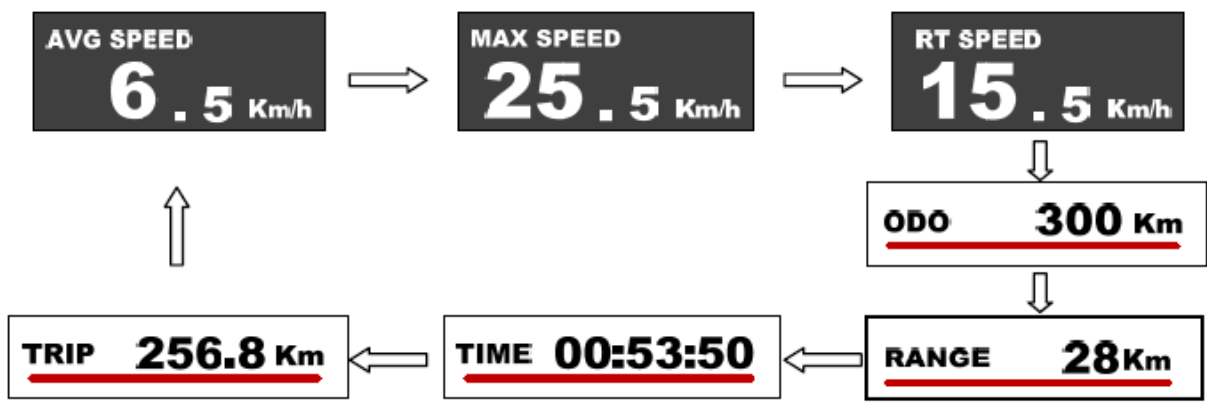 AVG SPEED
6.5 Km/h
MAX SPEED
25.5 Km/h
RT SPEED
15.5 Km/h
ODO 300 Km
RANGE 28Km
TIME 00:53:50
TRIP 256.8 Km